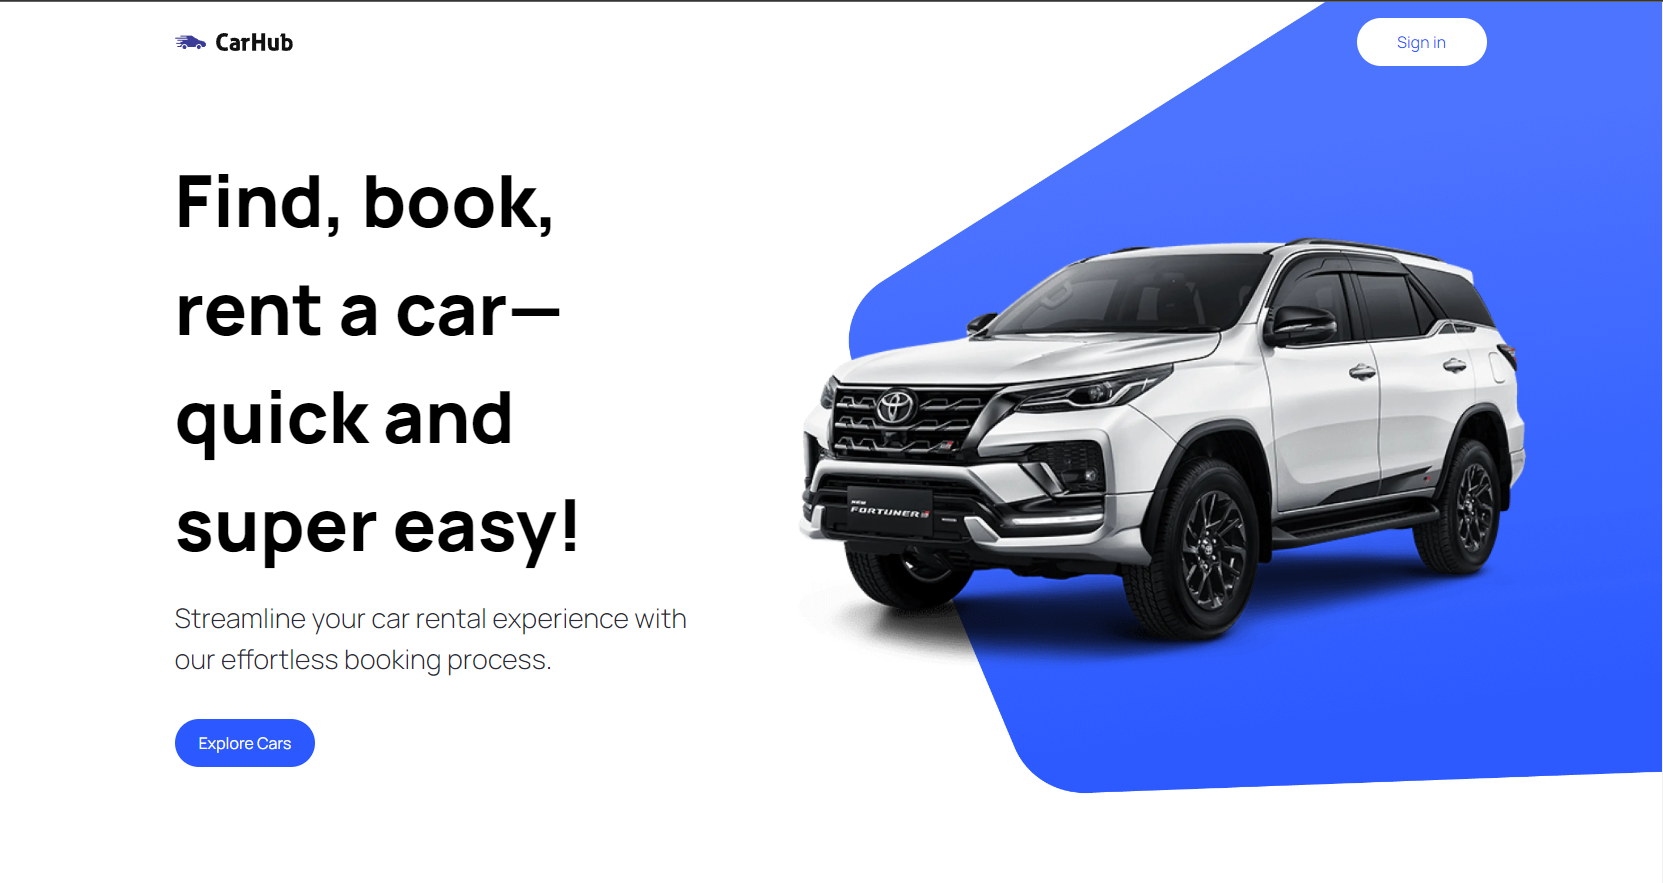 CarHub
Sign in
Find, book,
rent a car—
quick and
super easy!
Streamline your car rental experience with
our effortless booking process.
Explore Cars
NEW
FORTUNER